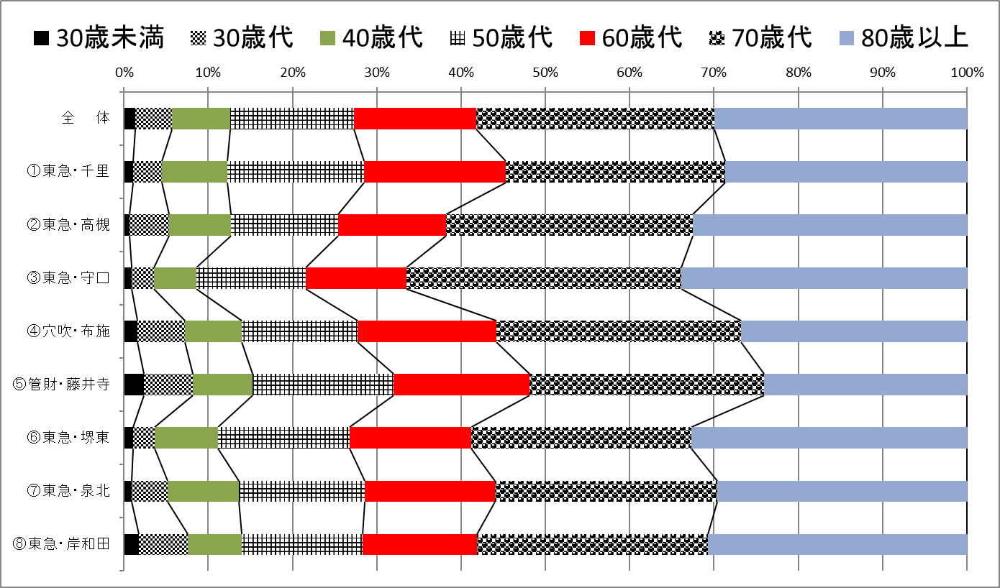 30歳未満 30歳代 40歳代 50歳代 60歳代 70歳代 80歳以上
0% 10% 20% 30% 40% 50% 60% 70% 80% 90% 100%
全　体
①東急・千里
②東急・高槻
③東急・守口
④穴吹・布施
⑤管財・藤井寺
⑥東急・堺東
⑦東急・泉北
⑧東急・岸和田